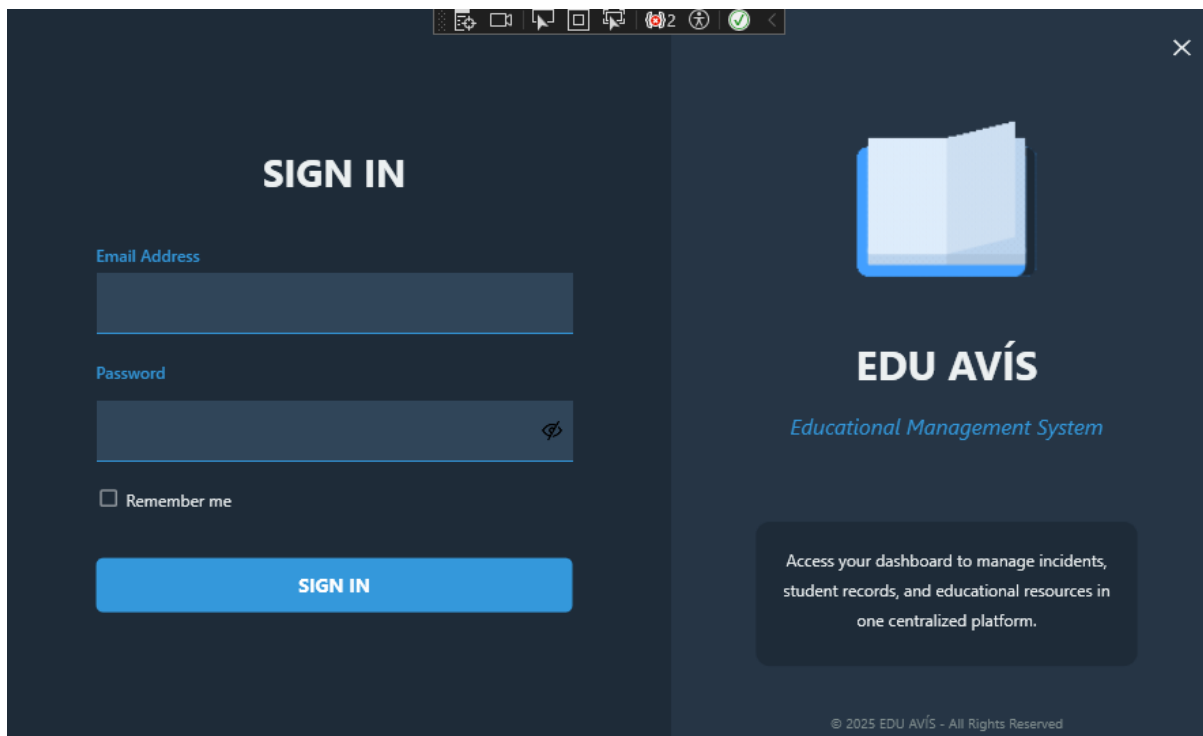 2
SIGN IN
Email Address
Password
Remember me
SIGN IN
EDU AVÍS
Educational Management System
Access your dashboard to manage incidents,
student records, and educational resources in
one centralized platform.
© 2025 EDU AVÍS - All Rights Reserved